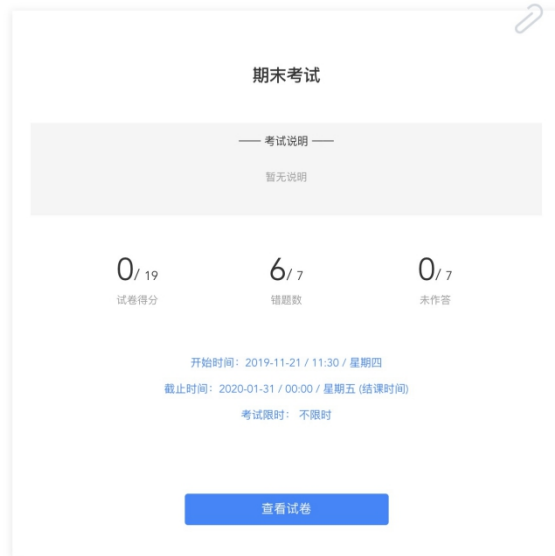 期末考试
—— 考试说明 ——
暂无说明
0/ 19
6/ 7
0/ 7
试卷得分
错题数
未作答
开始时间：2019-11-21 / 11:30 / 星期四
截止时间：2020-01-31 / 00:00 / 星期五 (结课时间)
考试限时： 不限时
查看试卷